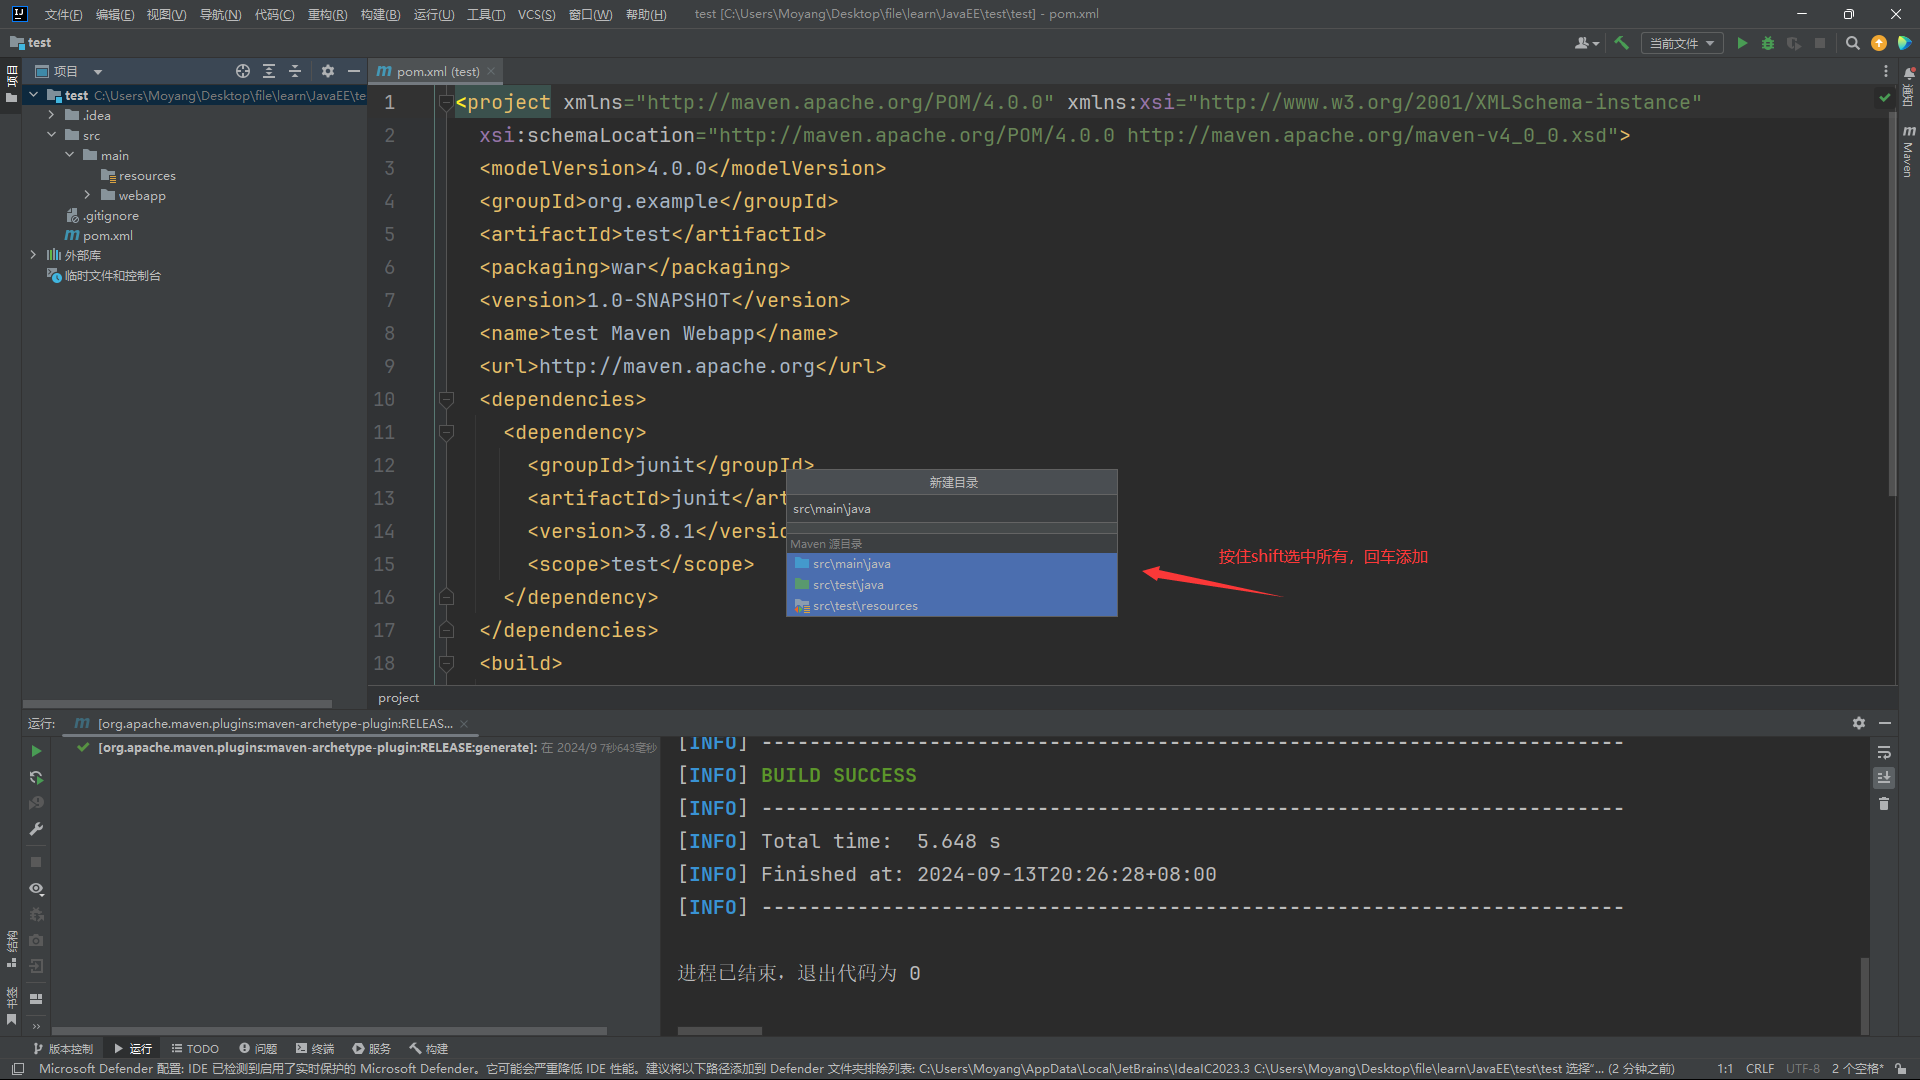 文件(F) 编辑(E) 视图(V) 导航(N) 代码(C) 重构(R) 构建(B) 运行(U) 工具(T) VCS(S) 窗口(W) 帮助(H) test [C:\Users\Moyang\Desktop\file\learn\JavaEE\test\test] - pom.xml
test
当前文件
项目
项目
pom.xml (test)
通知
Maven
test C:\Users\Moyang\Desktop\file\learn\JavaEE\te
.idea
src
main
resources
webapp
.gitignore
pom.xml
外部库
临时文件和控制台
1 <project xmlns="http://maven.apache.org/POM/4.0.0" xmlns:xsi="http://www.w3.org/2001/XMLSchema-instance"
2 xsi:schemaLocation="http://maven.apache.org/POM/4.0.0 http://maven.apache.org/maven-v4_0_0.xsd">
3 <modelVersion>4.0.0</modelVersion>
4 <groupId>org.example</groupId>
5 <artifactId>test</artifactId>
6 <packaging>war</packaging>
7 <version>1.0-SNAPSHOT</version>
8 <name>test Maven Webapp</name>
9 <url>http://maven.apache.org</url>
10 <dependencies>
11 <dependency>
12 <groupId>junit</groupId>
13 <artifactId>junit</art
14 <version>3.8.1</versio
15 <scope>test</scope>
16 </dependency>
17 </dependencies>
18 <build>
新建目录
src\main\java
Maven 源目录
src\main\java
src\test\java
src\test\resources
按住shift选中所有，回车添加
project
运行: [org.apache.maven.plugins:maven-archetype-plugin:RELEAS...
[org.apache.maven.plugins:maven-archetype-plugin:RELEASE:generate]: 在 2024/9 7秒643毫秒
[INFO] ------------------------------------------------------------------------
[INFO] BUILD SUCCESS
[INFO] ------------------------------------------------------------------------
[INFO] Total time:  5.648 s
[INFO] Finished at: 2024-09-13T20:26:28+08:00
[INFO] ------------------------------------------------------------------------
进程已结束，退出代码为 0
结构
书签
版本控制 运行 TODO 问题 终端 服务 构建
Microsoft Defender 配置: IDE 已检测到启用了实时保护的 Microsoft Defender。它可能会严重降低 IDE 性能。建议将以下路径添加到 Defender 文件夹排除列表: C:\Users\Moyang\AppData\Local\JetBrains\IdeaIC2023.3 C:\Users\Moyang\Desktop\file\learn\JavaEE\test\test 选择"... (2 分钟之前) 1:1 CRLF UTF-8 2 个空格*